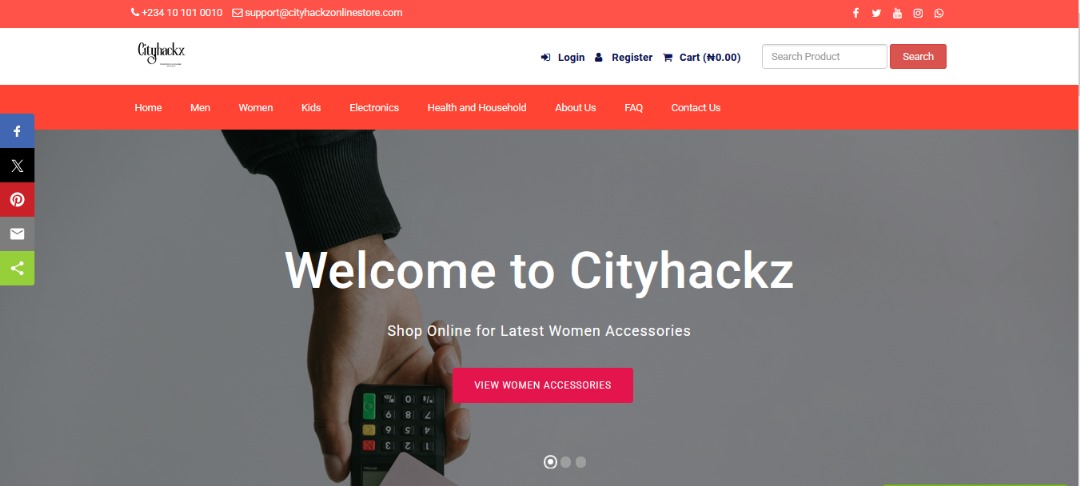 +234 10 101 0010 support@cityhackzonlinestore.com
Cityhackz
Login Register Cart (₦0.00) Search Product Search
Home Men Women Kids Electronics Health and Household About Us FAQ Contact Us
Welcome to Cityhackz
Shop Online for Latest Women Accessories
VIEW WOMEN ACCESSORIES